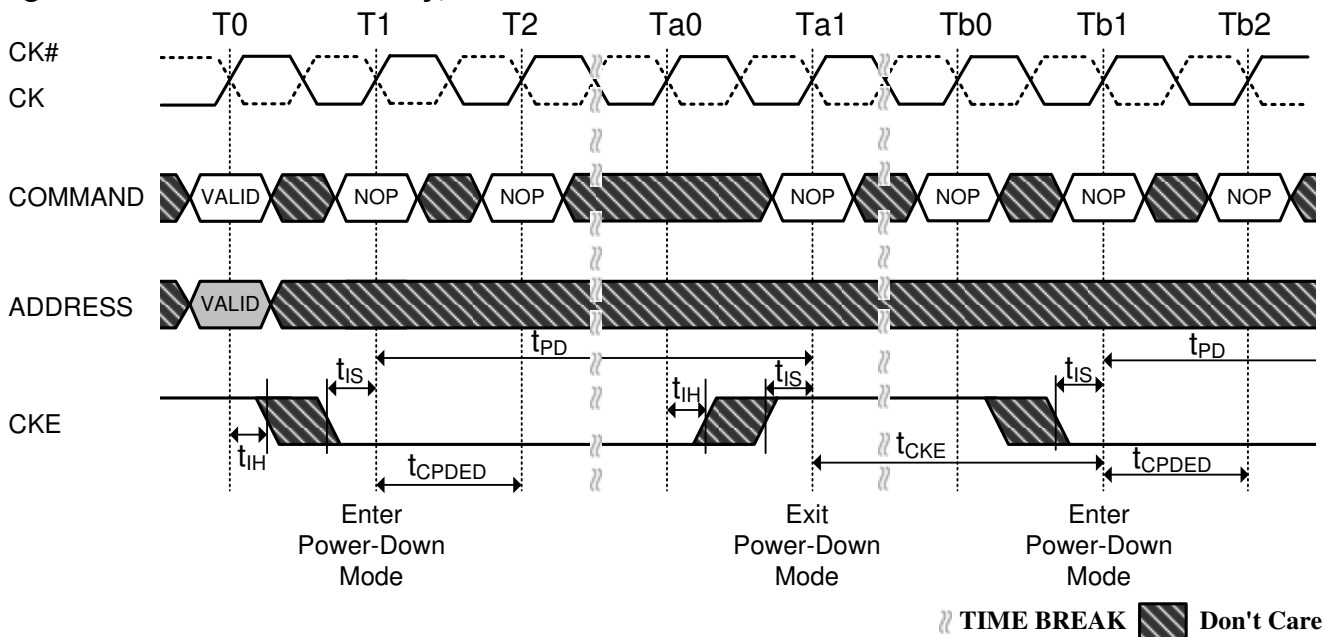 T0 T1 T2 Ta0 Ta1 Tb0 Tb1 Tb2
CK#
CK
COMMAND VALID NOP NOP NOP NOP NOP NOP
ADDRESS VALID
tPD tPD
tIS tIH tIS tIS
CKE
tIH tCPDED tCKE tCPDED
Enter Exit Enter
Power-Down Power-Down Power-Down
Mode Mode Mode
TIME BREAK Don't Care